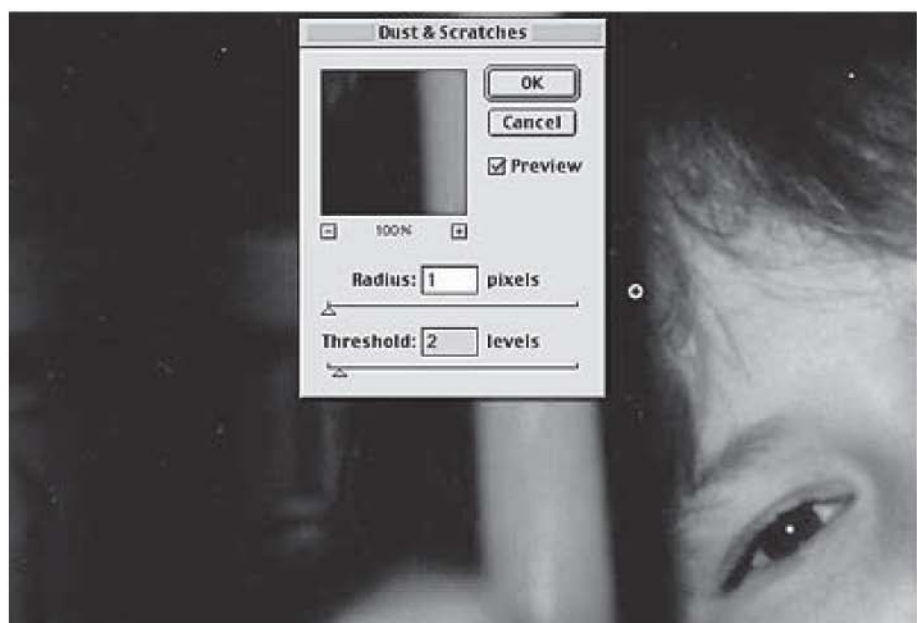 Dust & Scratches
OK
Cancel
Preview
100%
Radius: 1 pixels
Threshold: 2 levels